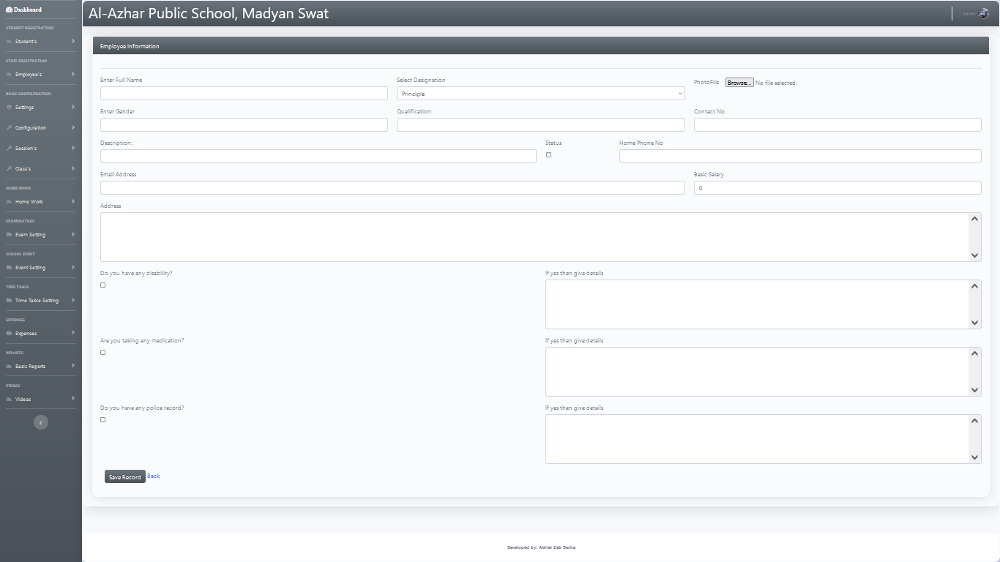 Dashboard
STUDENT REGISTRATION
Student's
STAFF REGISTRATION
Employee's
BASIC CONFIGURATION
Settings
Configuration
Session's
Class's
HOME WORK
Home Work
EXAMINATION
Exam Setting
SCHOOL EVENT
Event Setting
TIME TABLE
Time Table Setting
EXPENSES
Expenses
REPORTS
Basic Reports
VIDEOS
Videos
Al-Azhar Public School, Madyan Swat
Admin
Employee Information
Enter Full Name
Select Designation
Principle
PhotoFile Browse... No file selected.
Enter Gender
Qualification:
Contact No
Description:
Status
Home Phone No
Email Address
Basic Salary
0
Address
Do you have any disability?
If yes then give details
Are you taking any medication?
If yes then give details
Do you have any police record?
If yes then give details
Save Record Back
Developed by: Akhter Zeb Bacha